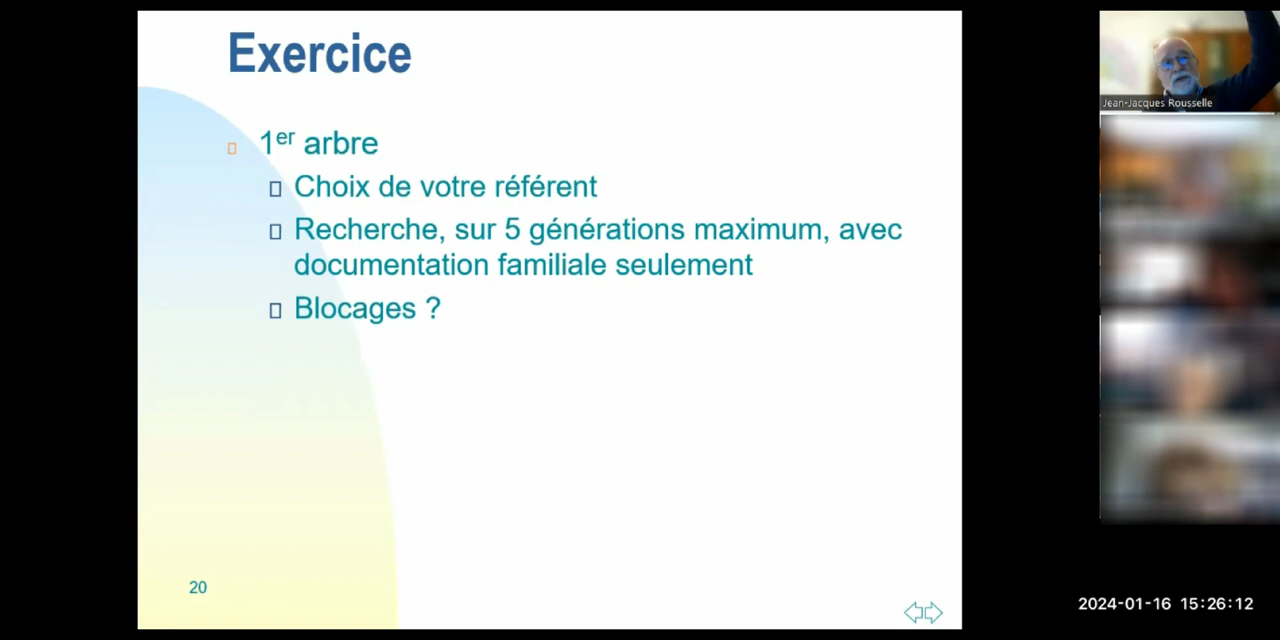 Exercice
1er arbre
Choix de votre référent
Recherche, sur 5 générations maximum, avec
documentation familiale seulement
Blocages ?
20
Jean-Jacques Rousselle
2024-01-16 15:26:12